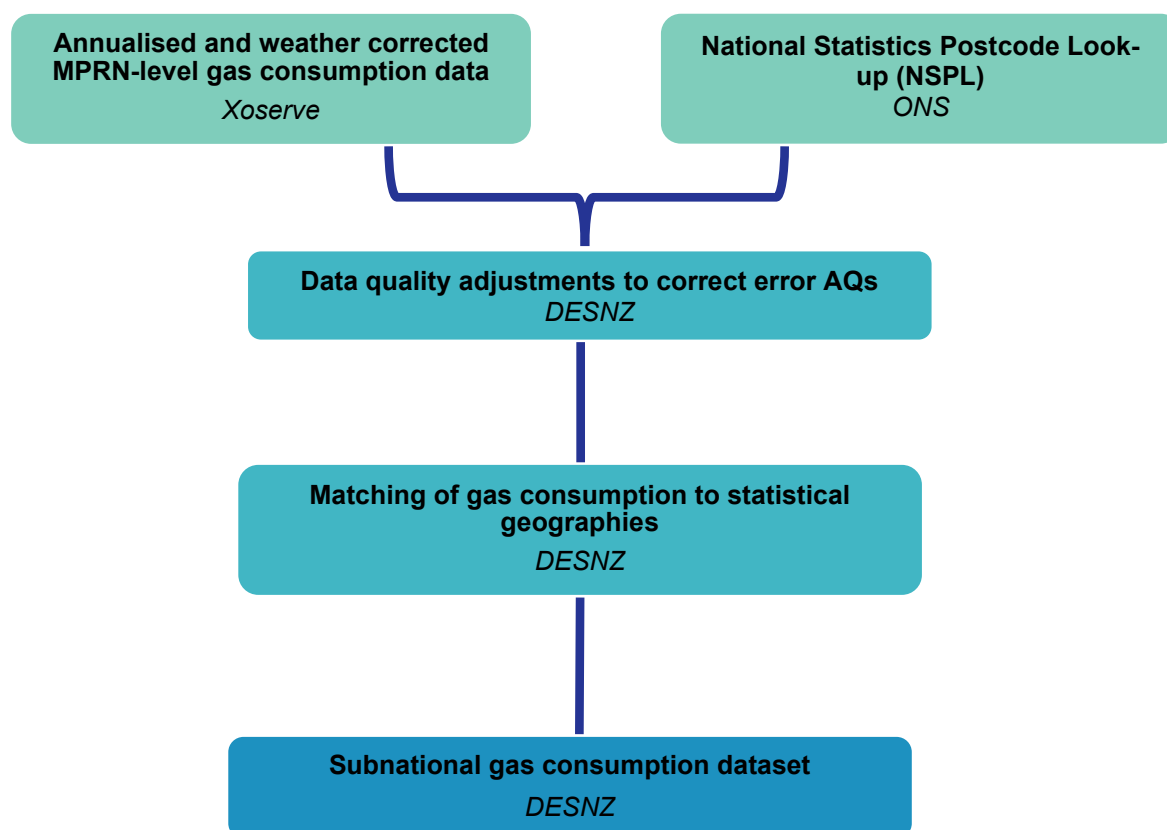 Annualised and weather corrected
MPRN-level gas consumption data
Xoserve
National Statistics Postcode Look-
up (NSPL)
ONS
Data quality adjustments to correct error AQs
DESNZ
Matching of gas consumption to statistical
geographies
DESNZ
Subnational gas consumption dataset
DESNZ